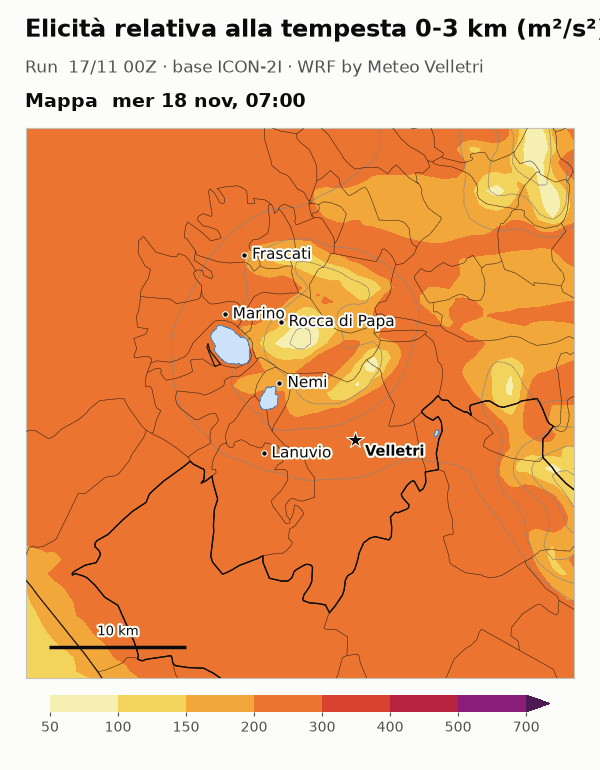 Elicità relativa alla tempesta 0-3 km (m²/s²)
Run 17/11 00Z · base ICON-2I · WRF by Meteo Velletri
Mappa mer 18 nov, 07:00
Frascati
Marino
Rocca di Papa
Nemi
Velletri
Lanuvio
10 km
50 100 150 200 300 400 500 700